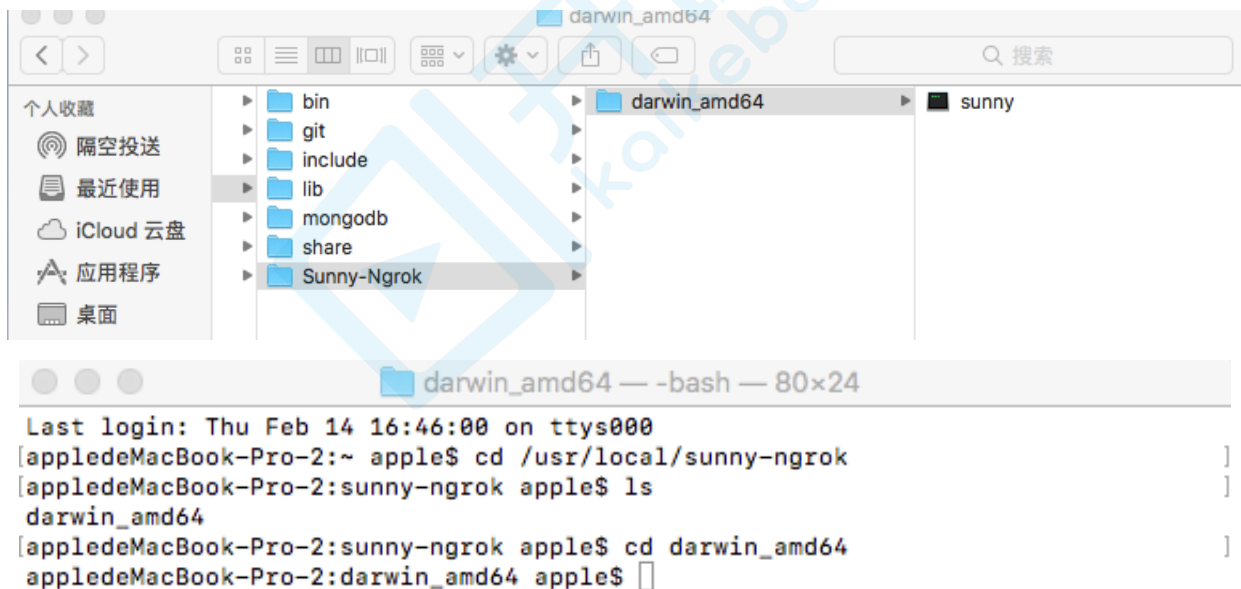 darwin_amd64
搜索
个人收藏
隔空投送
最近使用
iCloud 云盘
应用程序
桌面
bin
git
include
lib
mongodb
share
Sunny-Ngrok
darwin_amd64
sunny
kaikeba
darwin_amd64 — -bash — 80×24
Last login: Thu Feb 14 16:46:00 on ttys000
[appledeMacBook-Pro-2:~ apple$ cd /usr/local/sunny-ngrok ]
[appledeMacBook-Pro-2:sunny-ngrok apple$ ls ]
darwin_amd64
[appledeMacBook-Pro-2:sunny-ngrok apple$ cd darwin_amd64 ]
appledeMacBook-Pro-2:darwin_amd64 apple$